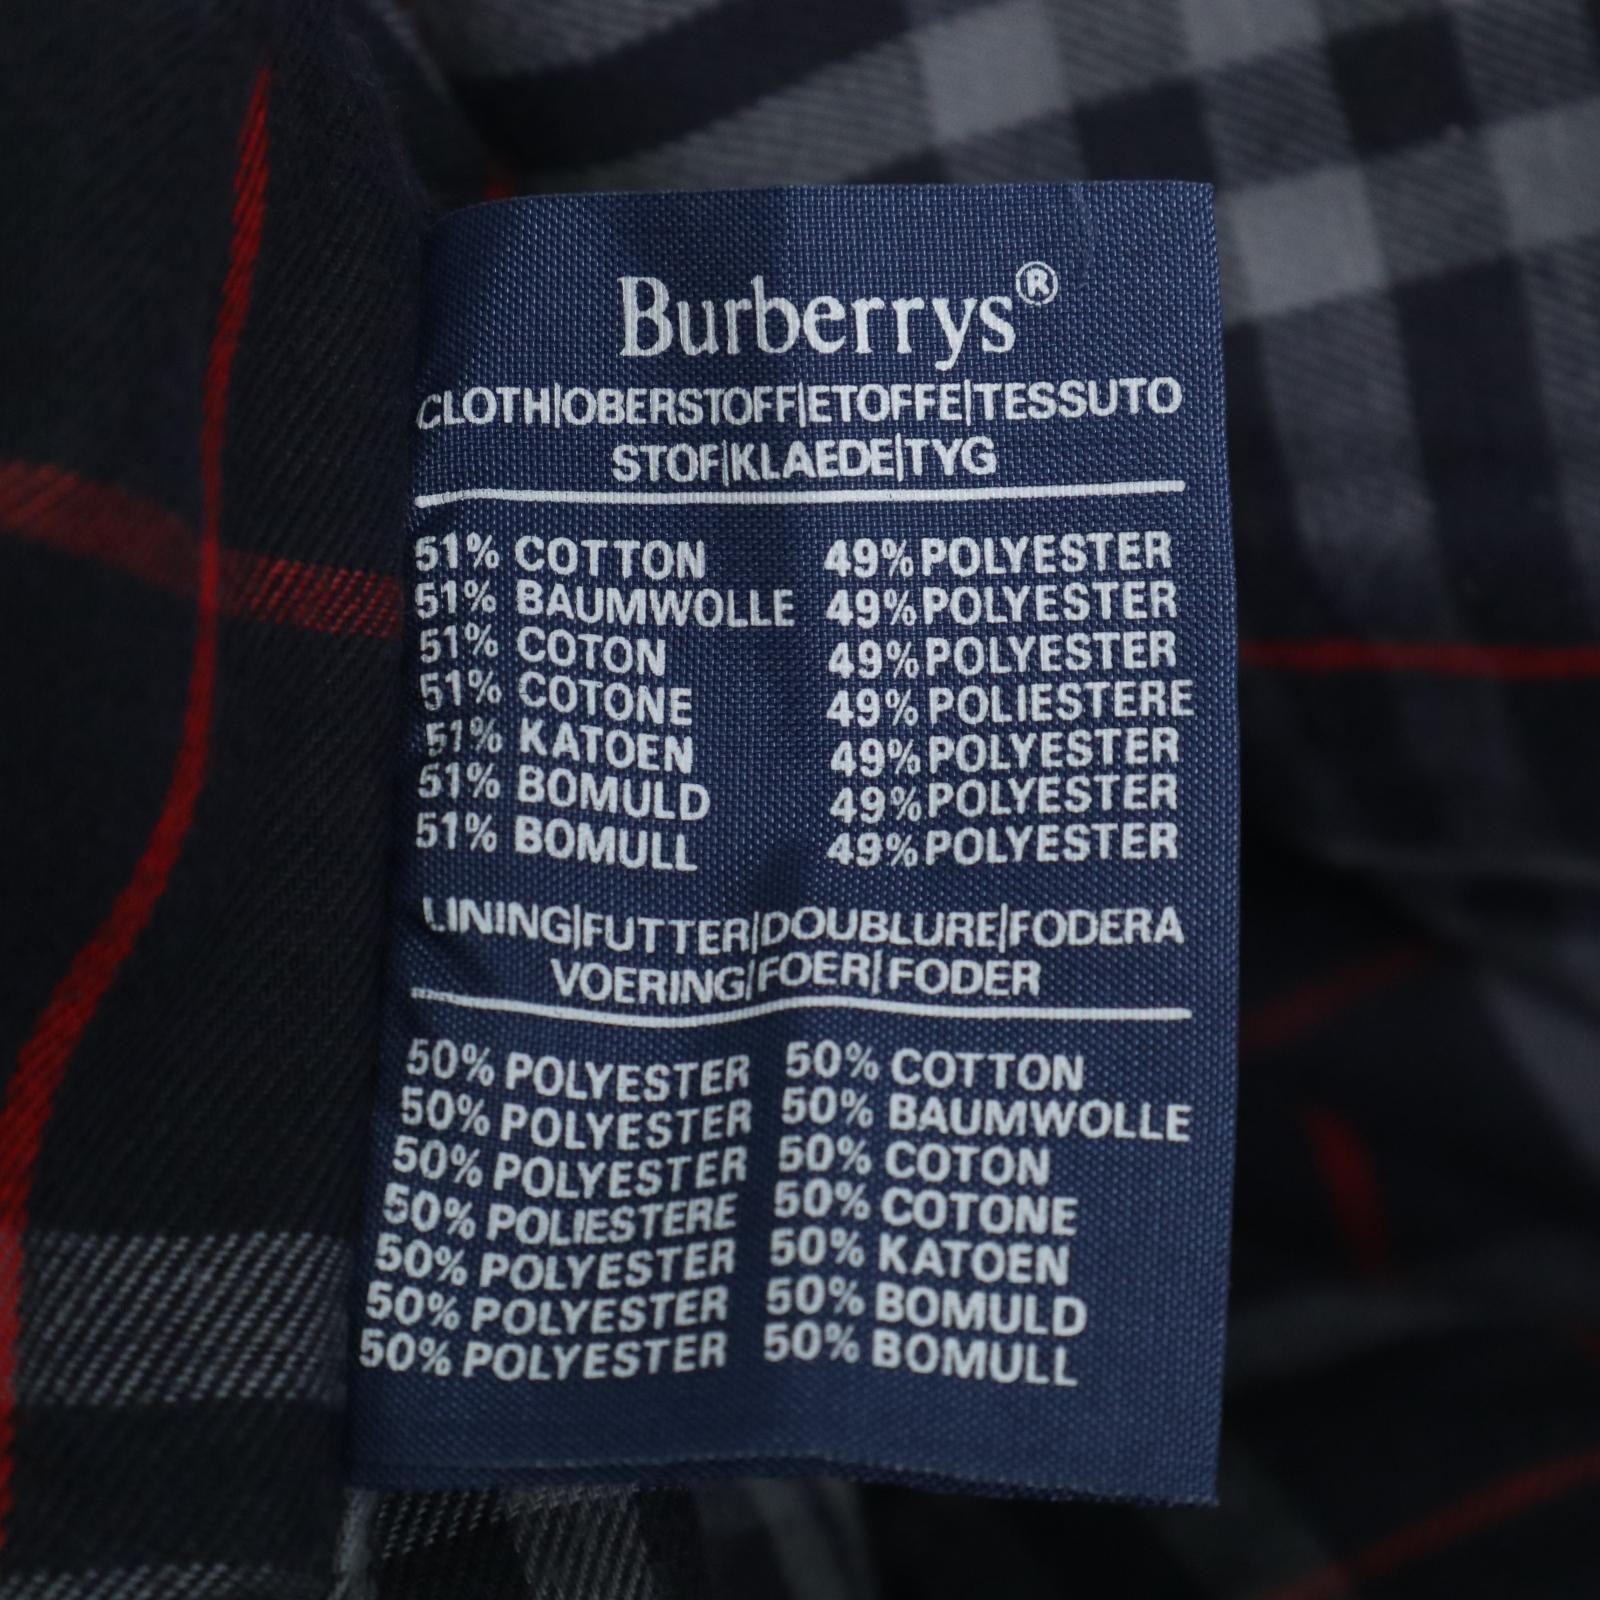 Burberrys®
CLOTH|OBERSTOFF|ETOFFE|TESSUTO
STOF|KLAEDE|TYG
51% COTTON 49% POLYESTER
51% BAUMWOLLE 49% POLYESTER
51% COTON 49% POLYESTER
51% COTONE 49% POLIESTERE
51% KATOEN 49% POLYESTER
51% BOMULD 49% POLYESTER
51% BOMULL 49% POLYESTER
LINING|FUTTER|DOUBLURE|FODERA
VOERING|FOER|FODER
50% POLYESTER 50% COTTON
50% POLYESTER 50% BAUMWOLLE
50% POLYESTER 50% COTON
50% POLIESTERE 50% COTONE
50% POLYESTER 50% KATOEN
50% POLYESTER 50% BOMULD
50% POLYESTER 50% BOMULL